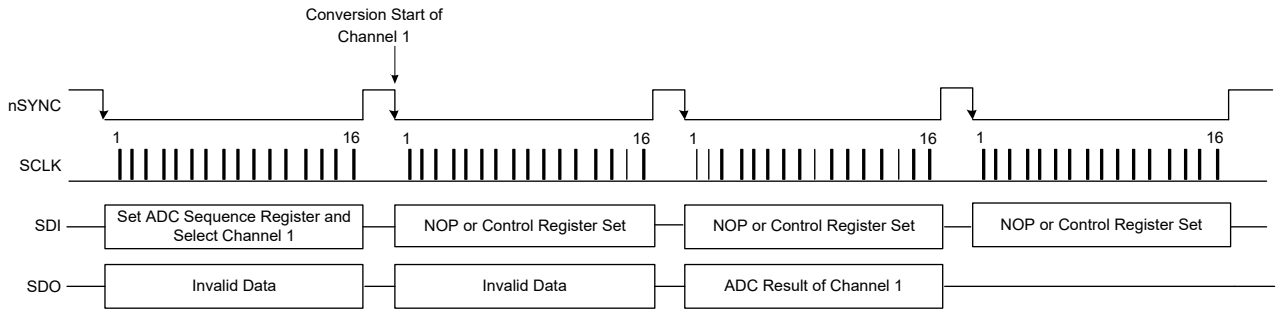 Conversion Start of
Channel 1
nSYNC
1 16 1 16 1 16 1 16
SCLK
SDI
Set ADC Sequence Register and
Select Channel 1
NOP or Control Register Set
NOP or Control Register Set
NOP or Control Register Set
SDO
Invalid Data
Invalid Data
ADC Result of Channel 1